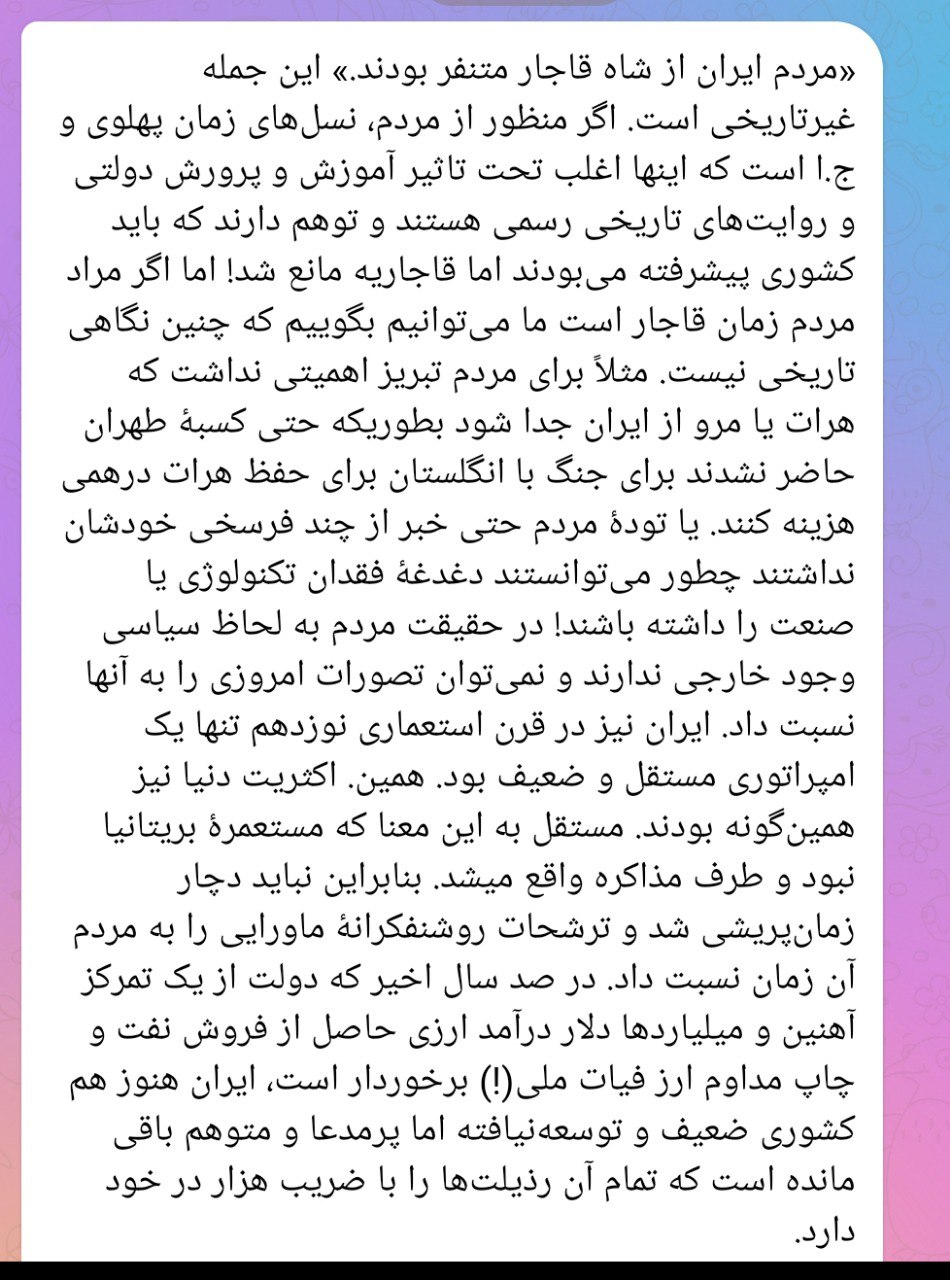 «مردم ایران از شاه قاجار متنفر بودند.» این جمله
غیرتاریخی است. اگر منظور از مردم، نسل‌های زمان پهلوی و
ج.ا است که اینها اغلب تحت تاثیر آموزش و پرورش دولتی
و روایت‌های تاریخی رسمی هستند و توهم دارند که باید
کشوری پیشرفته می‌بودند اما قاجاریه مانع شد! اما اگر مراد
مردم زمان قاجار است ما می‌توانیم بگوییم که چنین نگاهی
تاریخی نیست. مثلاً برای مردم تبریز اهمیتی نداشت که
هرات یا مرو از ایران جدا شود بطوریکه حتی کسبهٔ طهران
حاضر نشدند برای جنگ با انگلستان برای حفظ هرات درهمی
هزینه کنند. یا تودهٔ مردم حتی خبر از چند فرسخی خودشان
نداشتند چطور می‌توانستند دغدغهٔ فقدان تکنولوژی یا
صنعت را داشته باشند! در حقیقت مردم به لحاظ سیاسی
وجود خارجی ندارند و نمی‌توان تصورات امروزی را به آنها
نسبت داد. ایران نیز در قرن استعماری نوزدهم تنها یک
امپراتوری مستقل و ضعیف بود. همین. اکثریت دنیا نیز
همین‌گونه بودند. مستقل به این معنا که مستعمرهٔ بریتانیا
نبود و طرف مذاکره واقع میشد. بنابراین نباید دچار
زمان‌پریشی شد و ترشحات روشنفکرانهٔ ماورایی را به مردم
آن زمان نسبت داد. در صد سال اخیر که دولت از یک تمرکز
آهنین و میلیاردها دلار درآمد ارزی حاصل از فروش نفت و
چاپ مداوم ارز فیات ملی(!) برخوردار است، ایران هنوز هم
کشوری ضعیف و توسعه‌نیافته اما پرمدعا و متوهم باقی
مانده است که تمام آن رذیلت‌ها را با ضریب هزار در خود
دارد.